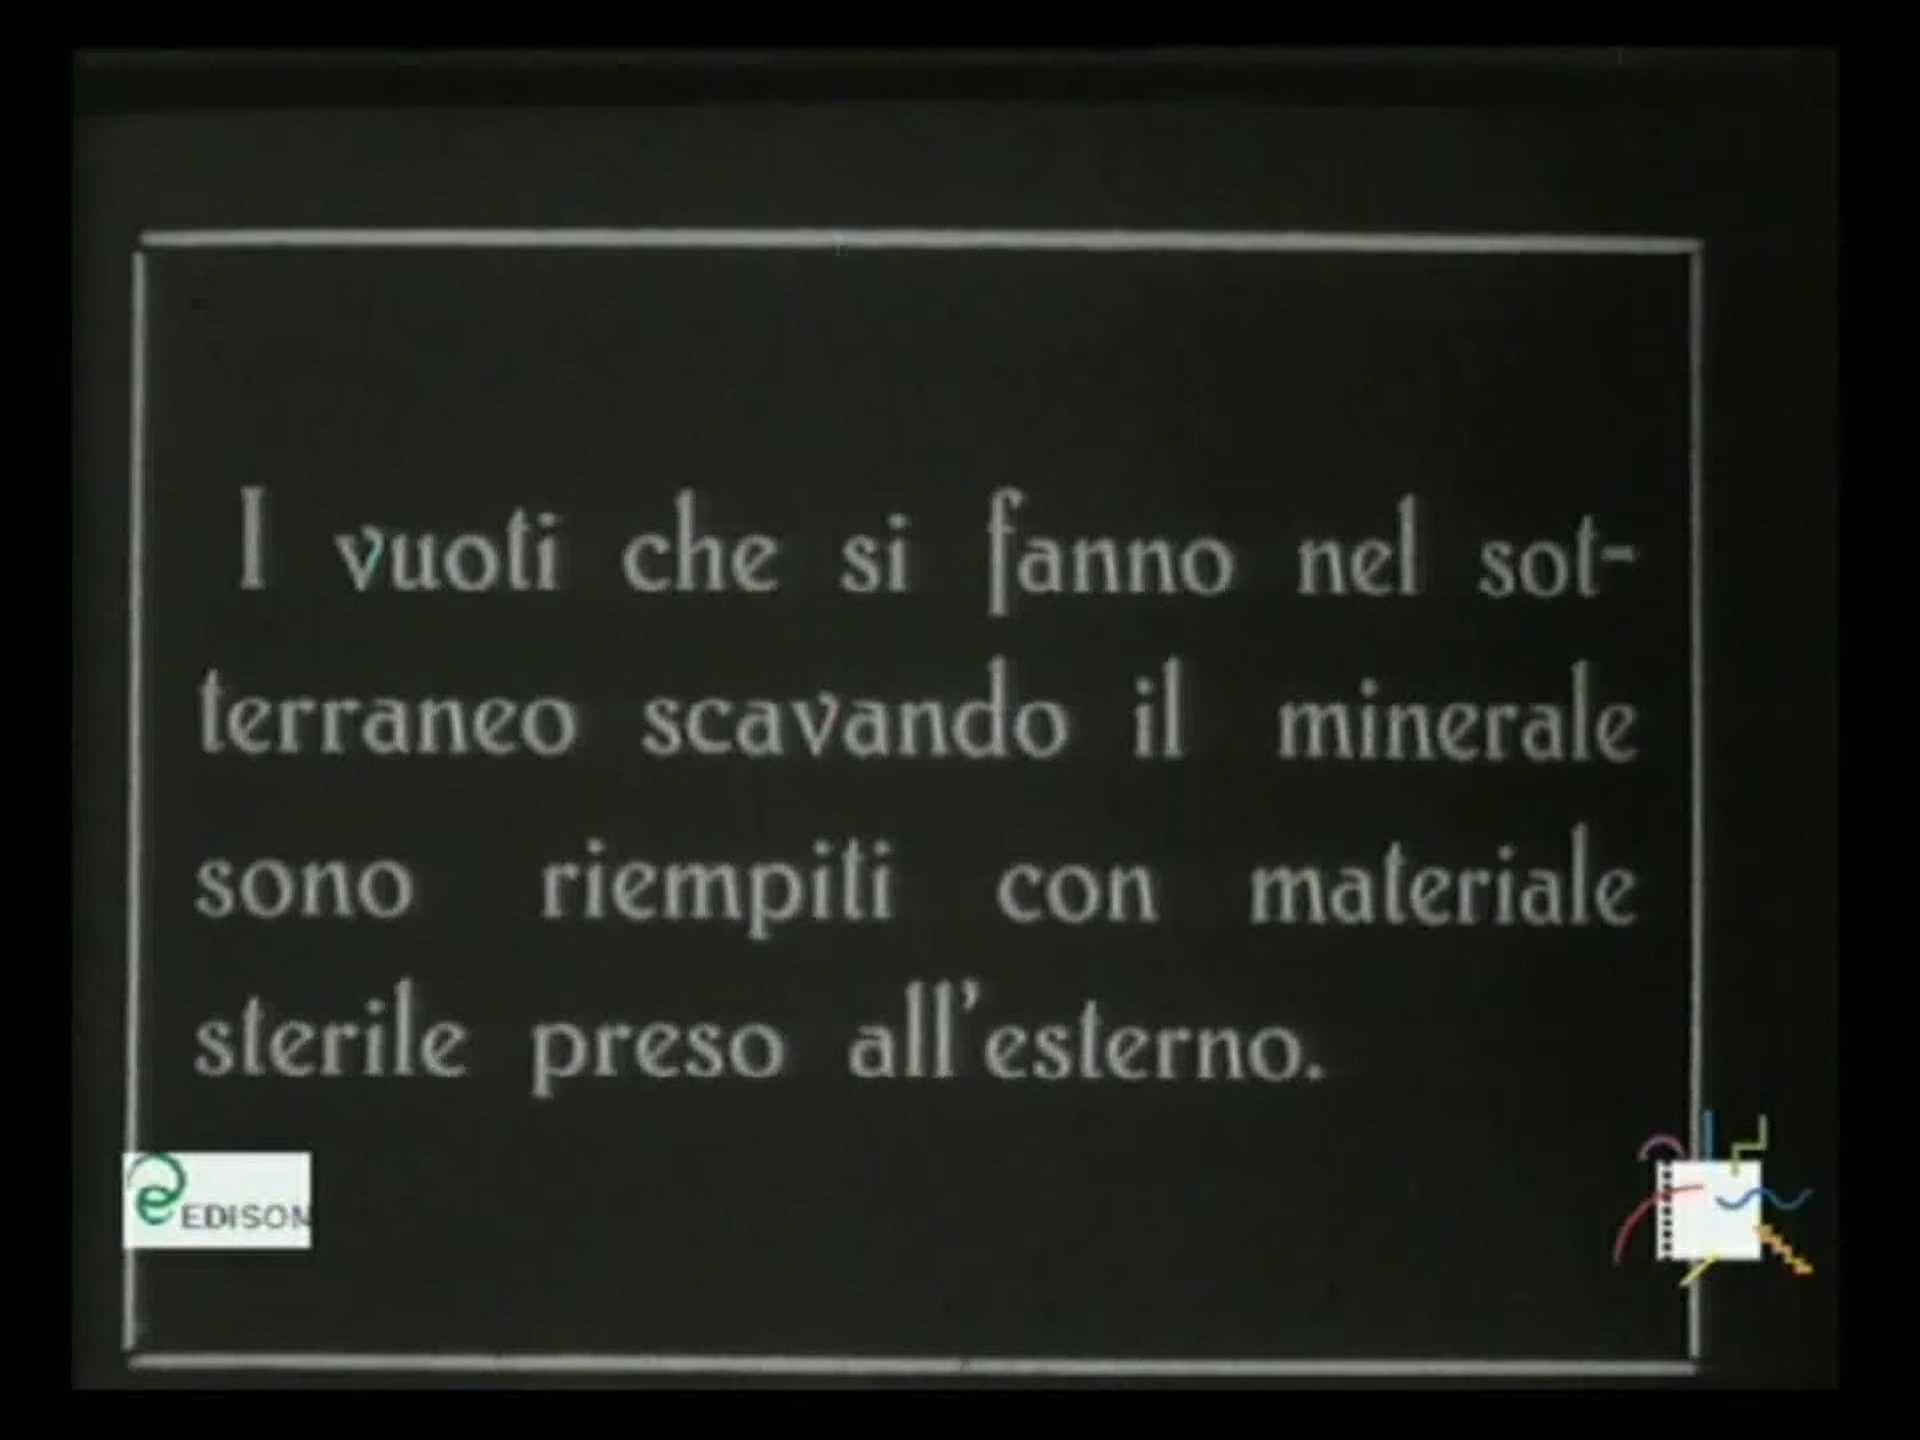 I vuoti che si fanno nel sot-
terraneo scavando il minerale
sono riempiti con materiale
sterile preso all'esterno.
EDISON